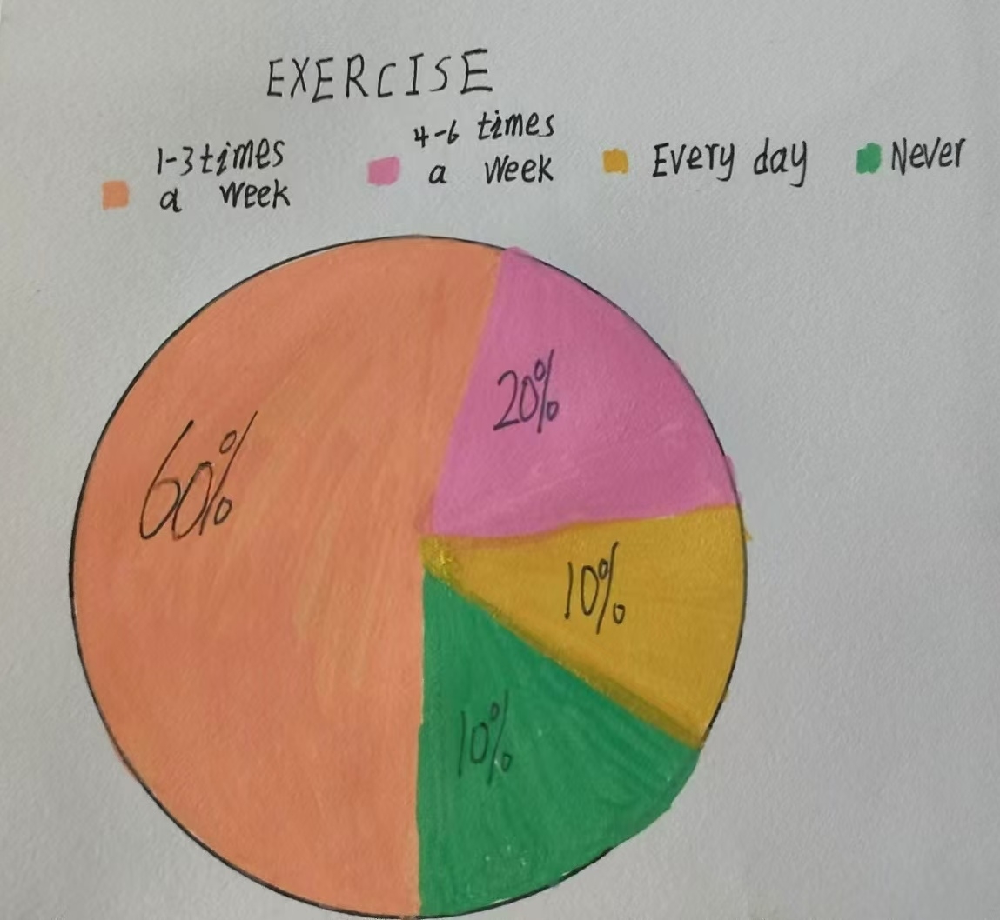 EXERCISE
1-3 times
a week
4-6 times
a week
Every day
Never
60%
20%
10%
10%